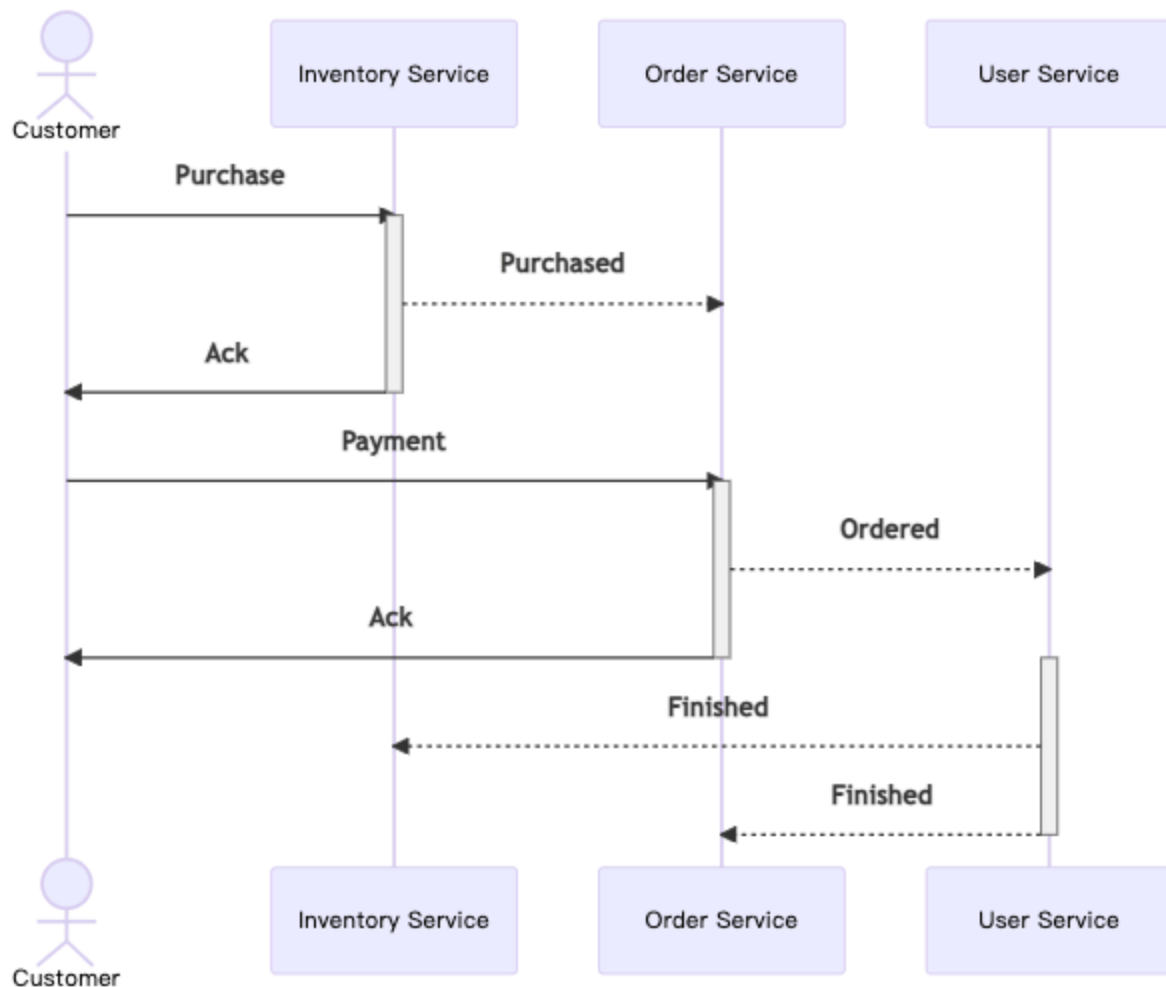 Customer
Inventory Service
Order Service
User Service
Purchase
Purchased
Ack
Payment
Ordered
Ack
Finished
Finished
Customer
Inventory Service
Order Service
User Service